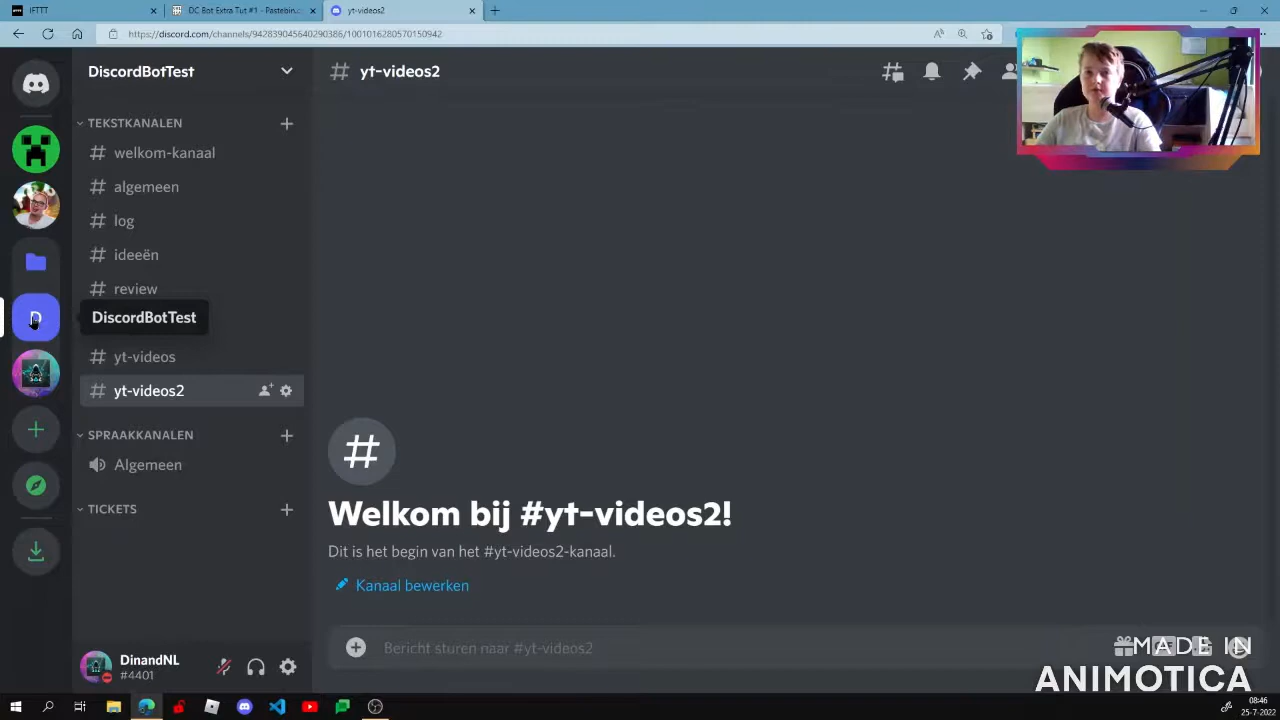 IFTTT
DC Bot Extra Tut #1 - Pastebin.c
yt-videos2
https://discord.com/channels/942839045640290386/1001016280570150942
DiscordBotTest
# yt-videos2
TEKSTKANALEN
# welkom-kanaal
# algemeen
# log
# ideeën
# review
D
DiscordBotTest
# yt-videos
# yt-videos2
SPRAAKKANALEN
Algemeen
TICKETS
#
Welkom bij #yt-videos2!
Dit is het begin van het #yt-videos2-kanaal.
Kanaal bewerken
Bericht sturen naar #yt-videos2
DinandNL
#4401
MADE IN
ANIMOTICA
08:46
25-7-2022